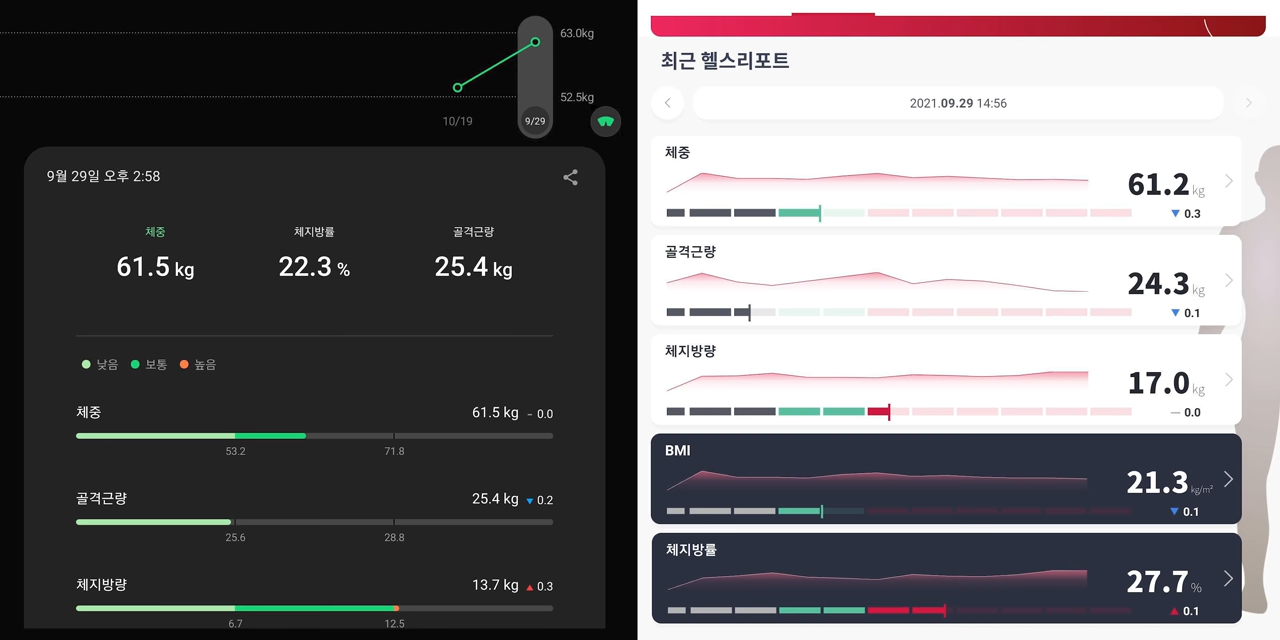 63.0kg
52.5kg
10/19
9/29
9월 29일 오후 2:58
체중
체지방률
골격근량
61.5 kg
22.3 %
25.4 kg
낮음 보통 높음
체중
61.5 kg - 0.0
53.2
71.8
골격근량
25.4 kg ▼ 0.2
25.6
28.8
체지방량
13.7 kg ▲ 0.3
6.7
12.5
최근 헬스리포트
2021.09.29 14:56
체중
61.2 kg
▼ 0.3
골격근량
24.3 kg
▼ 0.1
체지방량
17.0 kg
— 0.0
BMI
21.3 kg/m²
▼ 0.1
체지방률
27.7 %
▲ 0.1